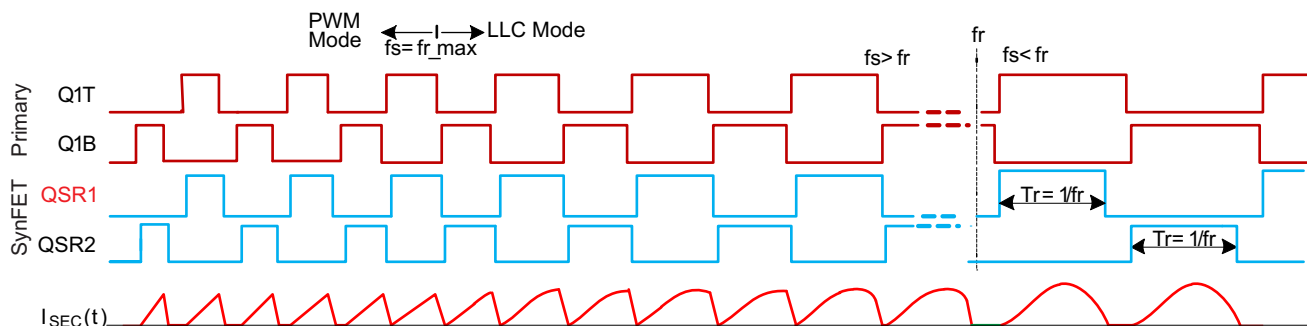 PWM
Mode
LLC Mode
fs= fr_max
fr
fs> fr
fs< fr
Primary
Q1T
Q1B
SynFET
QSR1
Tr= 1/fr
QSR2
Tr= 1/fr
ISEC(t)